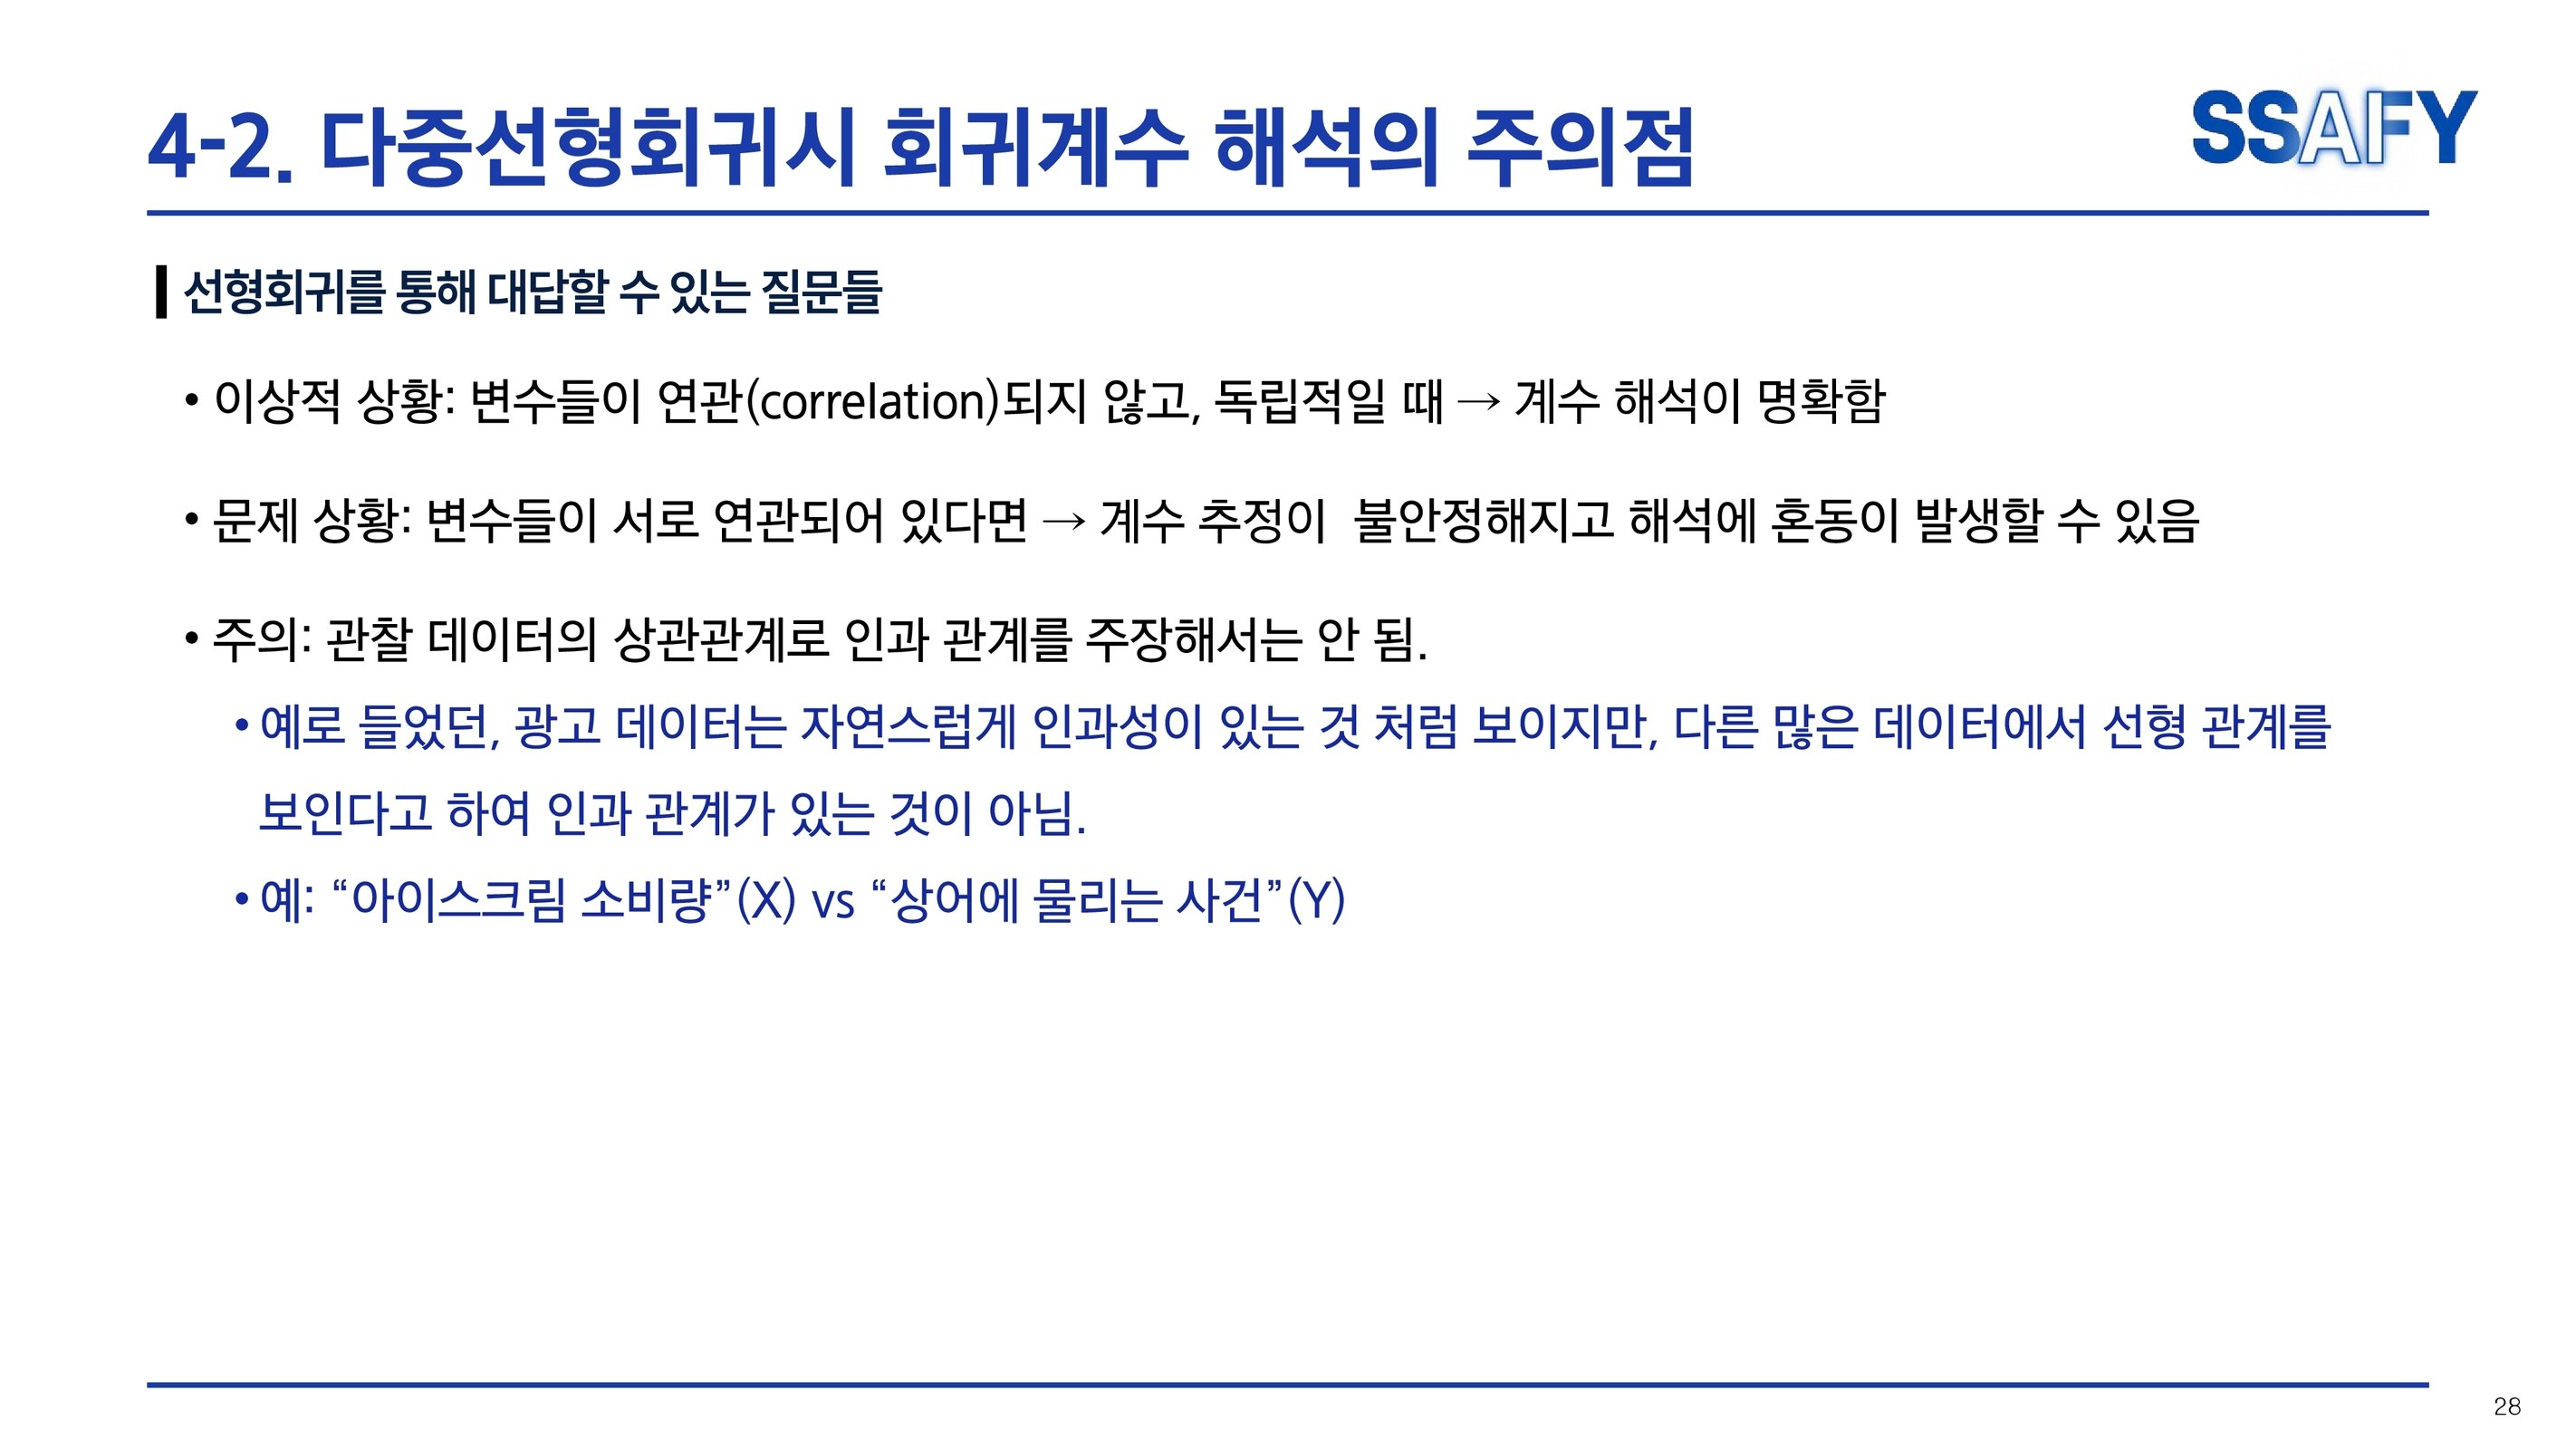 4-2. 다중선형회귀시 회귀계수 해석의 주의점
SSAFY
선형회귀를 통해 대답할 수 있는 질문들
• 이상적 상황: 변수들이 연관(correlation)되지 않고, 독립적일 때 → 계수 해석이 명확함
• 문제 상황: 변수들이 서로 연관되어 있다면 → 계수 추정이 불안정해지고 해석에 혼동이 발생할 수 있음
• 주의: 관찰 데이터의 상관관계로 인과 관계를 주장해서는 안 됨.
• 예로 들었던, 광고 데이터는 자연스럽게 인과성이 있는 것 처럼 보이지만, 다른 많은 데이터에서 선형 관계를
보인다고 하여 인과 관계가 있는 것이 아님.
• 예: “아이스크림 소비량”(X) vs “상어에 물리는 사건”(Y)
28